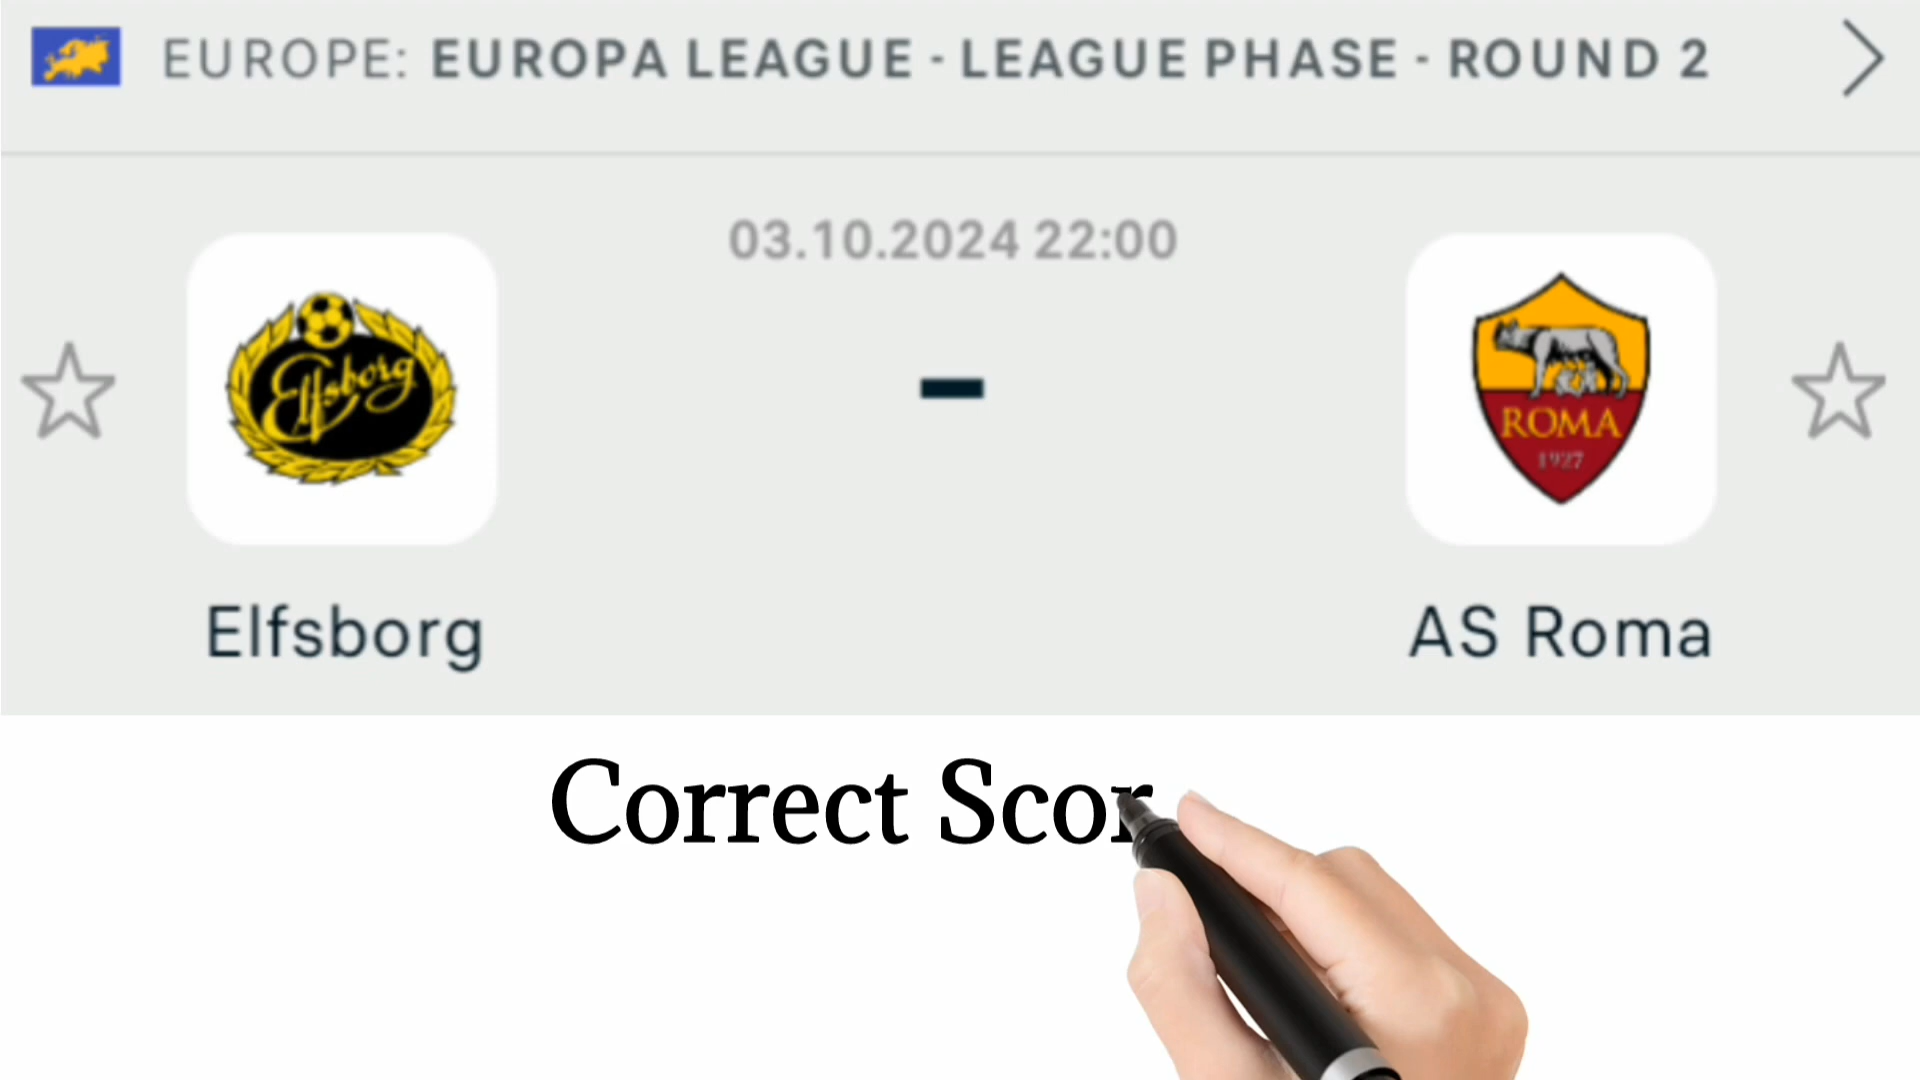 EUROPE: EUROPA LEAGUE - LEAGUE PHASE - ROUND 2
03.10.2024 22:00
Elfsborg
ROMA
1927
-
Elfsborg
AS Roma
Correct Scor